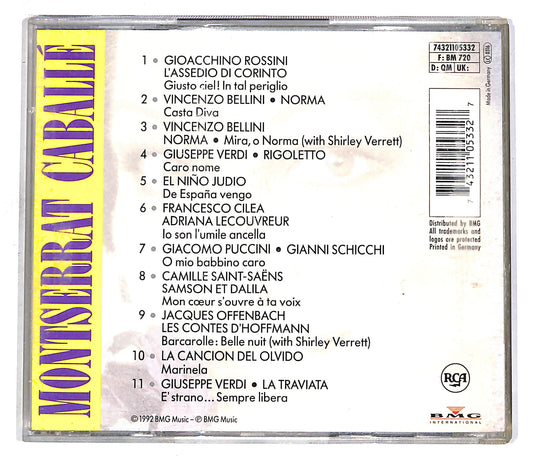 MONTSERRAT CABALLÉ
1 • GIOACCHINO ROSSINI
L'ASSEDIO DI CORINTO
Giusto ciel! In tal periglio
2 • VINCENZO BELLINI • NORMA
Casta Diva
3 • VINCENZO BELLINI
NORMA • Mira, o Norma (with Shirley Verrett)
4 • GIUSEPPE VERDI • RIGOLETTO
Caro nome
5 • EL NIÑO JUDIO
De España vengo
6 • FRANCESCO CILEA
ADRIANA LECOUVREUR
Io son l'umile ancella
7 • GIACOMO PUCCINI • GIANNI SCHICCHI
O mio babbino caro
8 • CAMILLE SAINT-SAËNS
SAMSON ET DALILA
Mon cœur s'ouvre à ta voix
9 • JACQUES OFFENBACH
LES CONTES D'HOFFMANN
Barcarolle: Belle nuit (with Shirley Verrett)
10 • LA CANCION DEL OLVIDO
Marinela
11 • GIUSEPPE VERDI • LA TRAVIATA
E' strano... Sempre libera
© 1992 BMG Music – ℗ BMG Music
74321105332
F: BM 720
D: QM UK:
Made in Germany
7 43211 05332 7
Distributed by BMG
All trademarks and
logos are protected
Printed in Germany
RCA
BMG
INTERNATIONAL